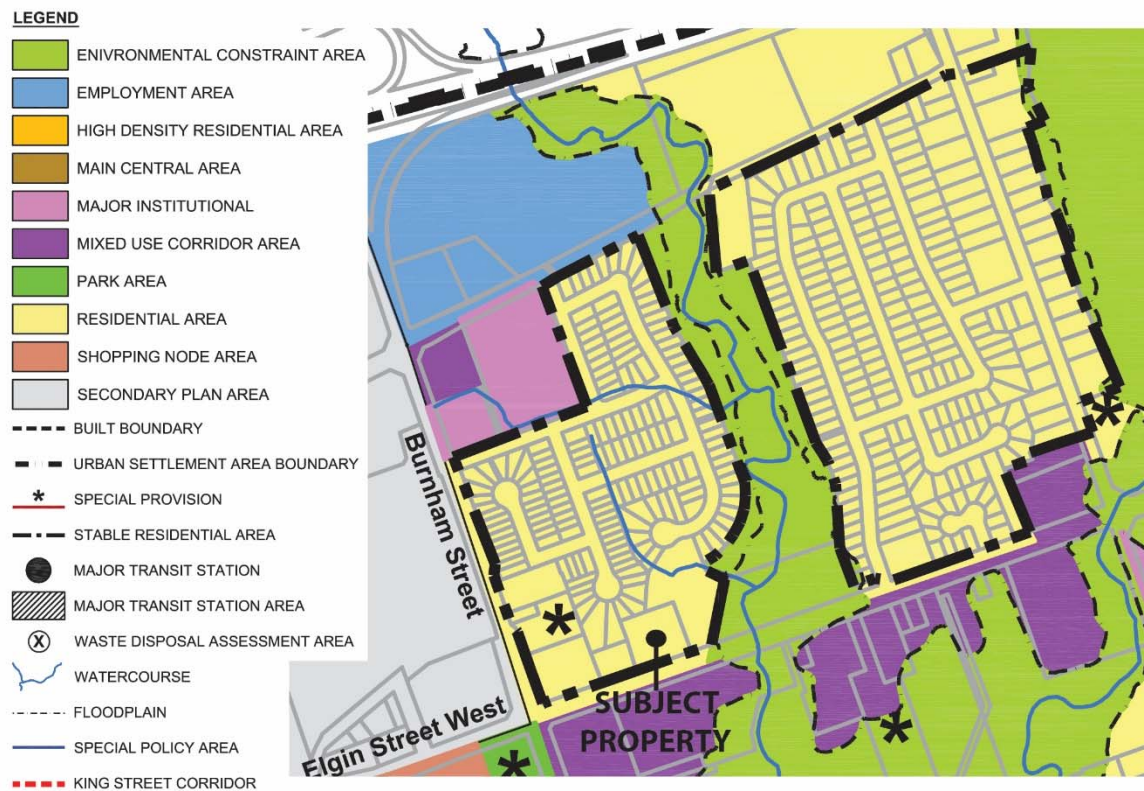 LEGEND
ENIVRONMENTAL CONSTRAINT AREA
EMPLOYMENT AREA
HIGH DENSITY RESIDENTIAL AREA
MAIN CENTRAL AREA
MAJOR INSTITUTIONAL
MIXED USE CORRIDOR AREA
PARK AREA
RESIDENTIAL AREA
SHOPPING NODE AREA
SECONDARY PLAN AREA
BUILT BOUNDARY
URBAN SETTLEMENT AREA BOUNDARY
* SPECIAL PROVISION
STABLE RESIDENTIAL AREA
MAJOR TRANSIT STATION
MAJOR TRANSIT STATION AREA
X WASTE DISPOSAL ASSESSMENT AREA
WATERCOURSE
FLOODPLAIN
SPECIAL POLICY AREA
KING STREET CORRIDOR
Burnham Street
Elgin Street West
SUBJECT
PROPERTY
*
*
*
*